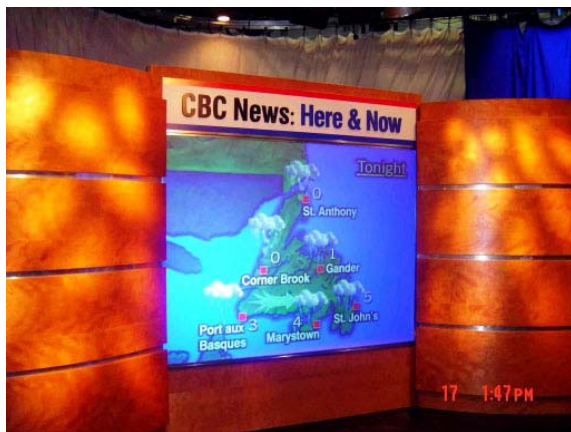 CBC News: Here & Now
Tonight
0
St. Anthony
0
Corner Brook
1
Gander
5
St. John's
4
Marystown
3
Port aux
Basques
17 1:47PM